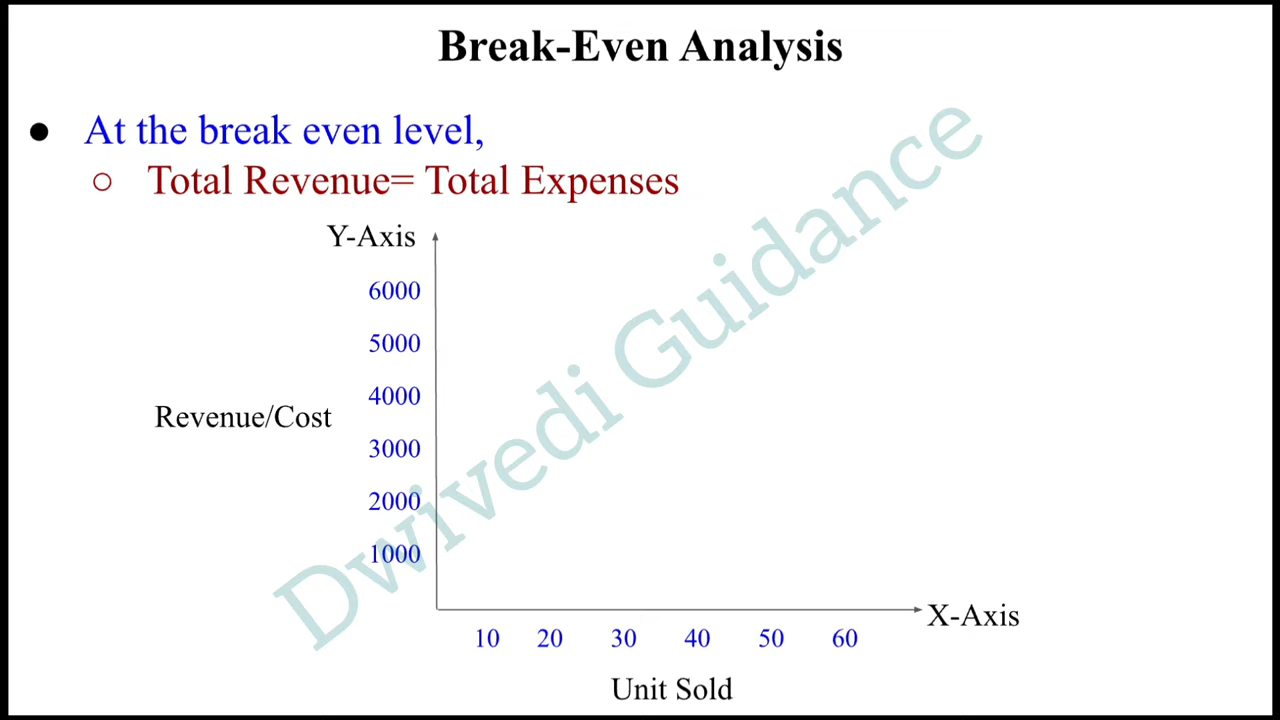 Break-Even Analysis
● At the break even level,
○ Total Revenue= Total Expenses
Y-Axis
6000
5000
4000
Revenue/Cost
3000
2000
1000
X-Axis
10 20 30 40 50 60
Unit Sold
Dwivedi Guidance